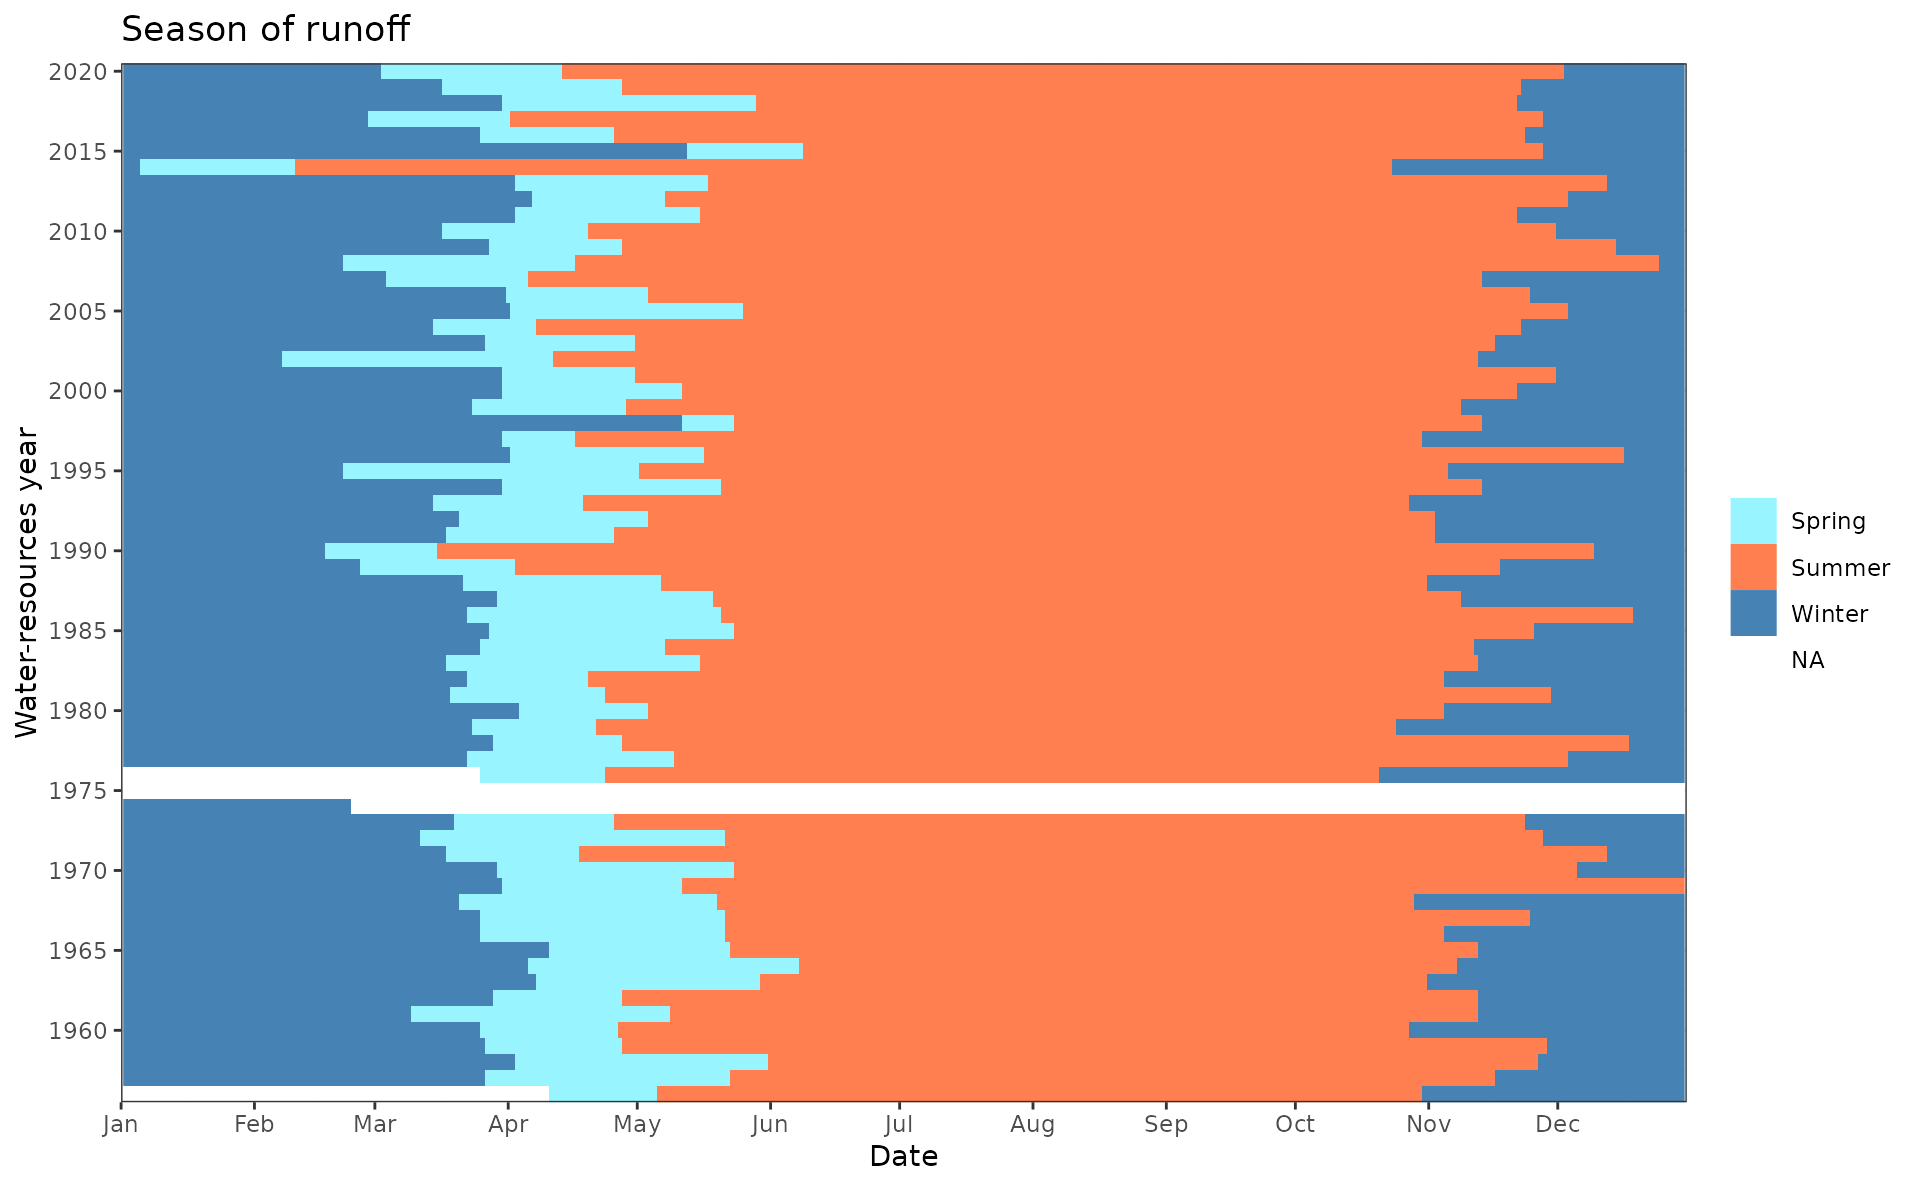 Season of runoff
2020
2015
2010
2005
2000
1995
1990
1985
1980
1975
1970
1965
1960
Water-resources year
Jan Feb Mar Apr May Jun Jul Aug Sep Oct Nov Dec
Date
Spring
Summer
Winter
NA